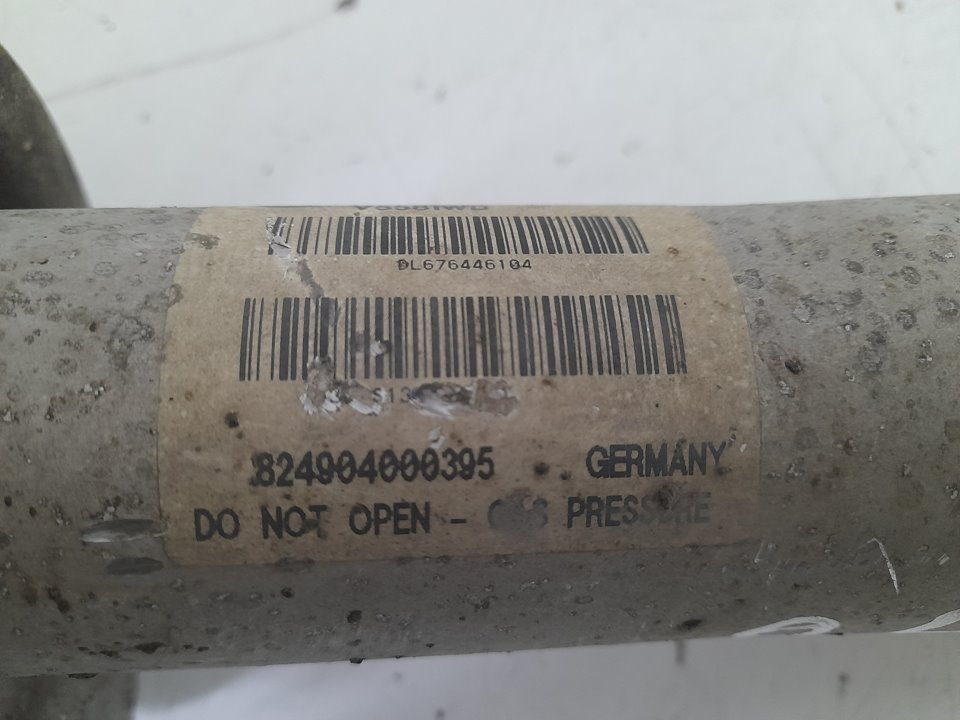 DL676446104
824904000395 GERMANY
DO NOT OPEN - PRESSURE